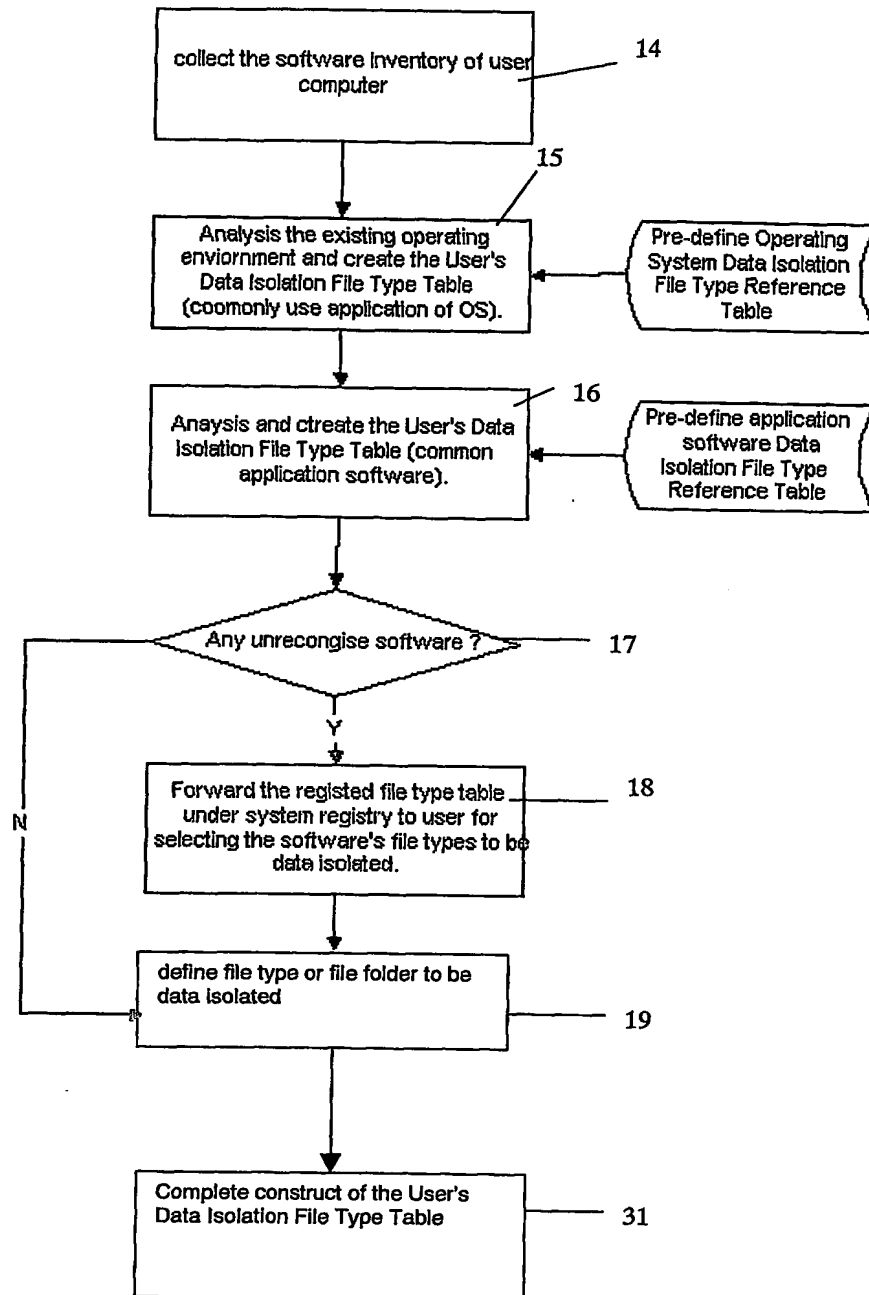 collect the software inventory of user
computer
14
15
Analysis the existing operating
enviornment and create the User's
Data Isolation File Type Table
(coomonly use application of OS).
Pre-define Operating
System Data Isolation
File Type Reference
Table
16
Anaysis and ctreate the User's Data
Isolation File Type Table (common
application software).
Pre-define application
software Data
Isolation File Type
Reference Table
Any unrecongise software ?
17
Y
N
Forward the registed file type table
under system registry to user for
selecting the software's file types to be
data isolated.
18
define file type or file folder to be
data isolated
19
Complete construct of the User's
Data Isolation File Type Table
31